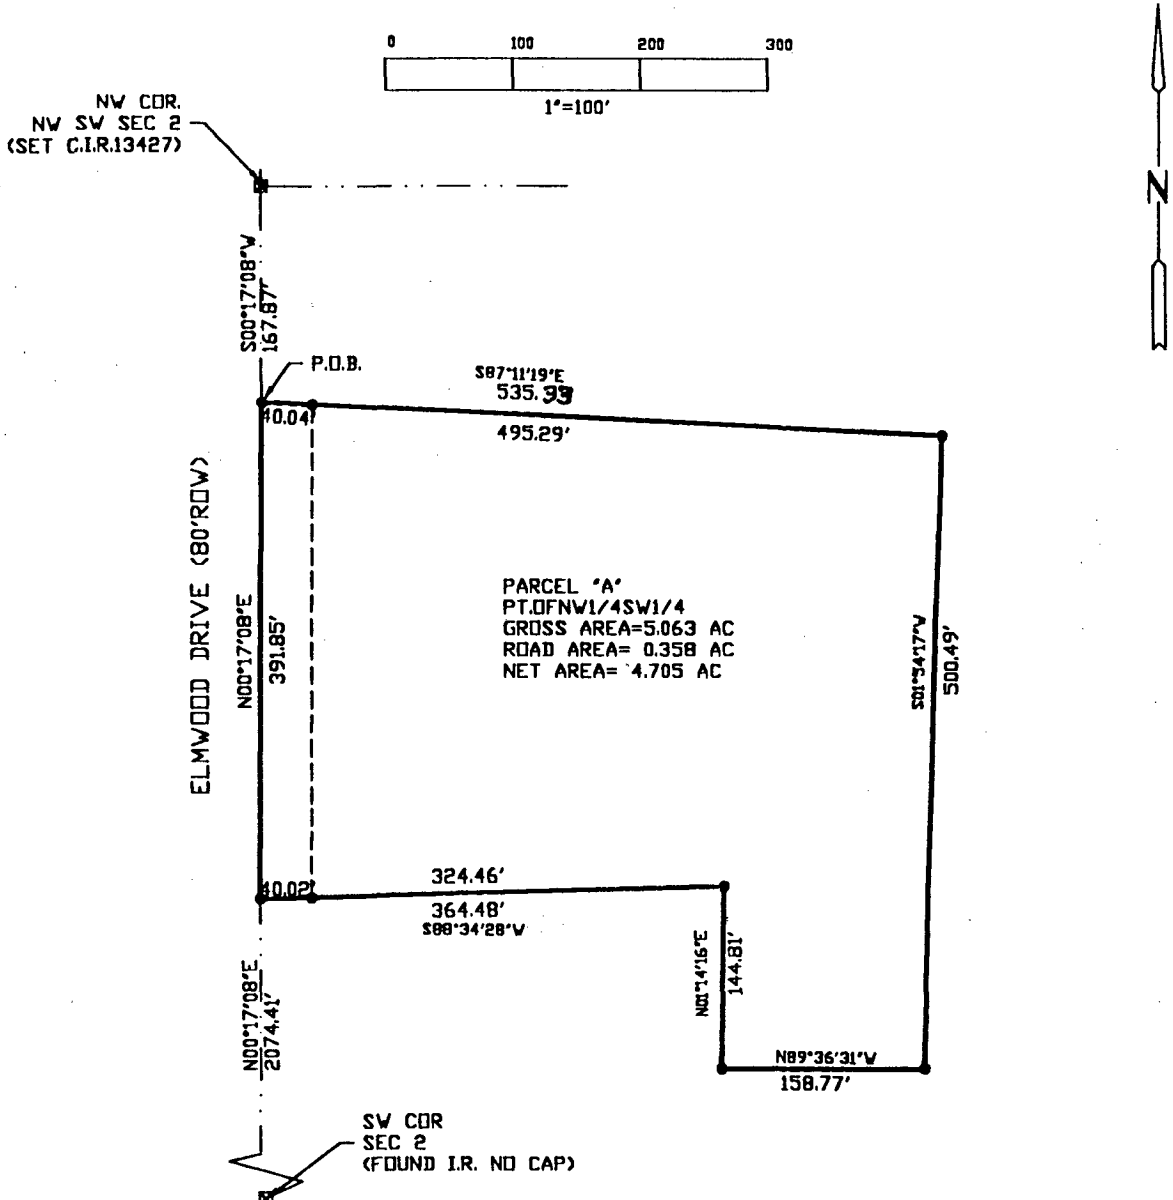 0 100 200 300
1"=100'
NW COR.
NW SW SEC 2
(SET C.I.R.13427)
N
S00°17'08"W
167.87'
P.O.B.
S87°11'19"E
535.33
40.04'
495.29'
ELMWOOD DRIVE (80'ROW)
N00°17'08"E
391.85'
PARCEL "A"
PT.OFNW1/4SW1/4
GROSS AREA=5.063 AC
ROAD AREA= 0.358 AC
NET AREA= 4.705 AC
S01°54'17"W
500.49'
40.02'
324.46'
364.48'
S88°34'28"W
N01°14'16"E
144.81'
N89°36'31"W
158.77'
N00°17'08"E
2074.41'
SW COR
SEC 2
(FOUND I.R. NO CAP)